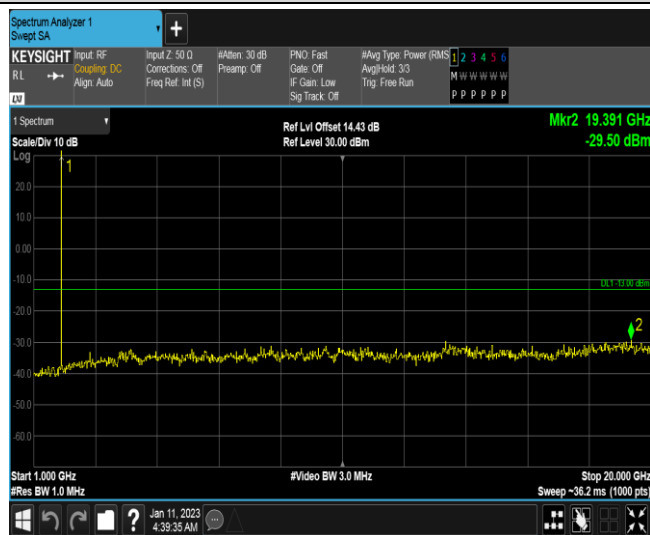 Spectrum Analyzer 1
Swept SA
+
KEYSIGHT Input: RF Input Z: 50 Ω #Atten: 30 dB PNO: Fast #Avg Type: Power (RMS 1 2 3 4 5 6
RL Coupling: DC Corrections: Off Preamp: Off Gate: Off Avg|Hold: 3/3 M W W W W W
Align: Auto Freq Ref: Int (S) IF Gain: Low Trig: Free Run
LXI Sig Track: Off P P P P P P
1 Spectrum Ref Lvl Offset 14.43 dB Mkr2 19.391 GHz
Scale/Div 10 dB Ref Level 30.00 dBm -29.50 dBm
Log
1
20.0
10.0
0.00
-10.0
DL1 -13.00 dBm
-20.0
2
-30.0
-40.0
-50.0
-60.0
Start 1.000 GHz #Video BW 3.0 MHz Stop 20.000 GHz
#Res BW 1.0 MHz Sweep ~36.2 ms (1000 pts)
? Jan 11, 2023
4:39:35 AM